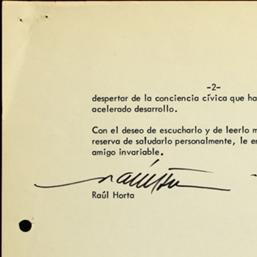 -2-
despertar de la conciencia cívica que ha
acelerado desarrollo.
Con el deseo de escucharlo y de leerlo m
reserva de saludarlo personalmente, le en
amigo invariable.
Raúl Horta